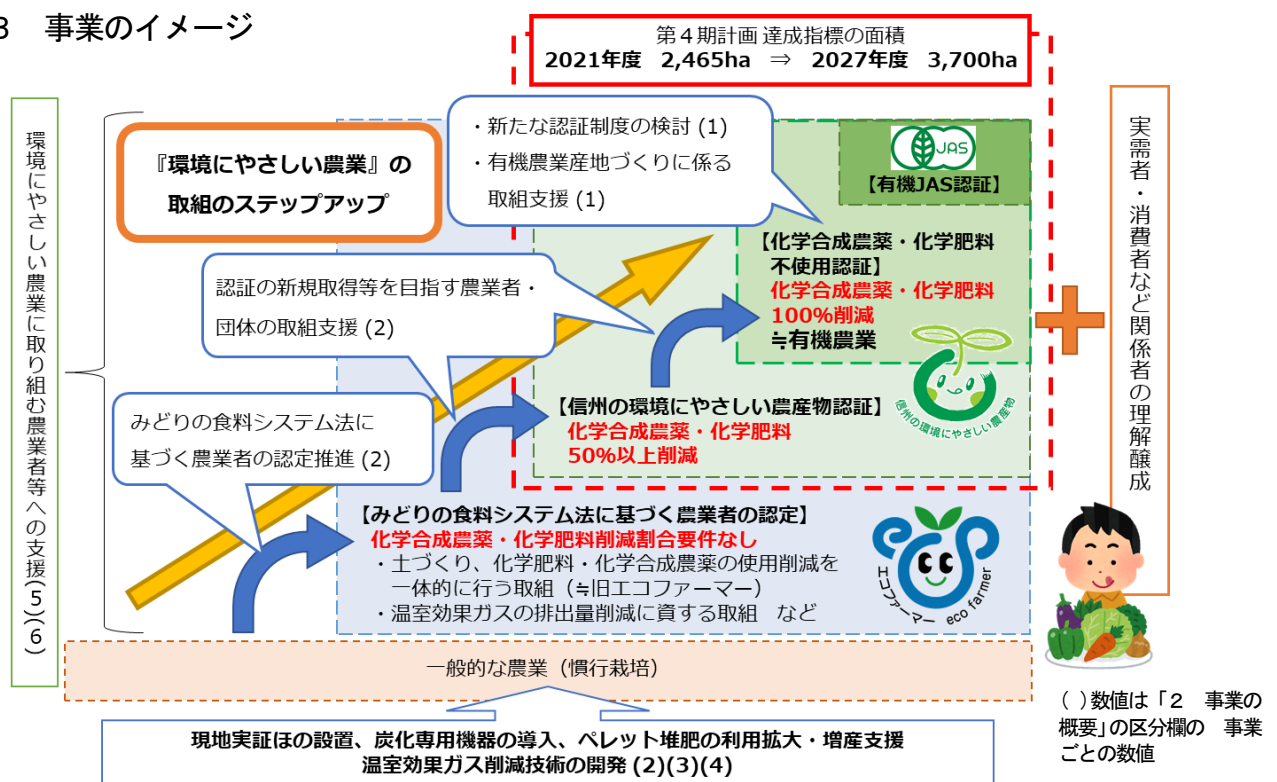 3　事業のイメージ
第４期計画 達成指標の面積
2021年度　2,465ha　⇒　2027年度　3,700ha
環境にやさしい農業に取り組む農業者等への支援(5)(6)
『環境にやさしい農業』の
取組のステップアップ
・新たな認証制度の検討 (1)
・有機農業産地づくりに係る
取組支援 (1)
JAS
【有機JAS認証】
【化学合成農薬・化学肥料
不使用認証】
化学合成農薬・化学肥料
100%削減
≒有機農業
認証の新規取得等を目指す農業者・
団体の取組支援 (2)
信州の環境にやさしい農産物
【信州の環境にやさしい農産物認証】
化学合成農薬・化学肥料
50%以上削減
みどりの食料システム法に
基づく農業者の認定推進 (2)
【みどりの食料システム法に基づく農業者の認定】
化学合成農薬・化学肥料削減割合要件なし
・土づくり、化学肥料・化学合成農薬の使用削減を
一体的に行う取組（≒旧エコファーマー）
・温室効果ガスの排出量削減に資する取組　など
エコファーマー eco farmer
実需者・消費者など関係者の理解醸成
一般的な農業（慣行栽培）
現地実証ほの設置、炭化専用機器の導入、ペレット堆肥の利用拡大・増産支援
温室効果ガス削減技術の開発 (2)(3)(4)
( ）数値は「２　事業の
概要」の区分欄の　事業
ごとの数値